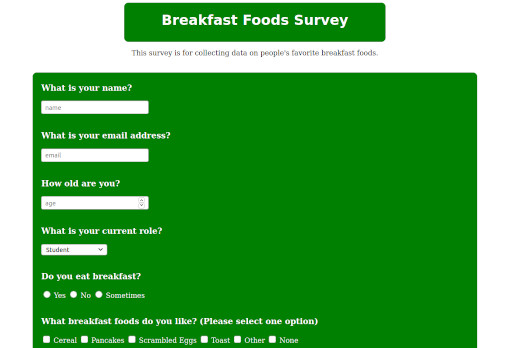 Breakfast Foods Survey
This survey is for collecting data on people's favorite breakfast foods.
What is your name?
name
What is your email address?
email
How old are you?
age
What is your current role?
Student
Do you eat breakfast?
Yes No Sometimes
What breakfast foods do you like? (Please select one option)
Cereal Pancakes Scrambled Eggs Toast Other None